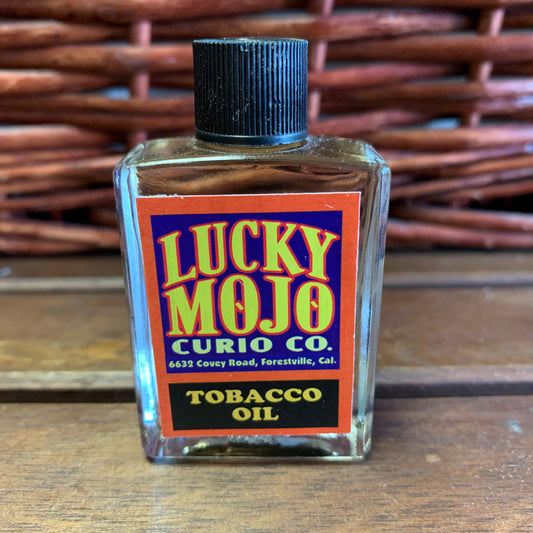 LUCKY
MOJO
CURIO CO.
6632 Covey Road, Forestville, Cal.
TOBACCO
OIL